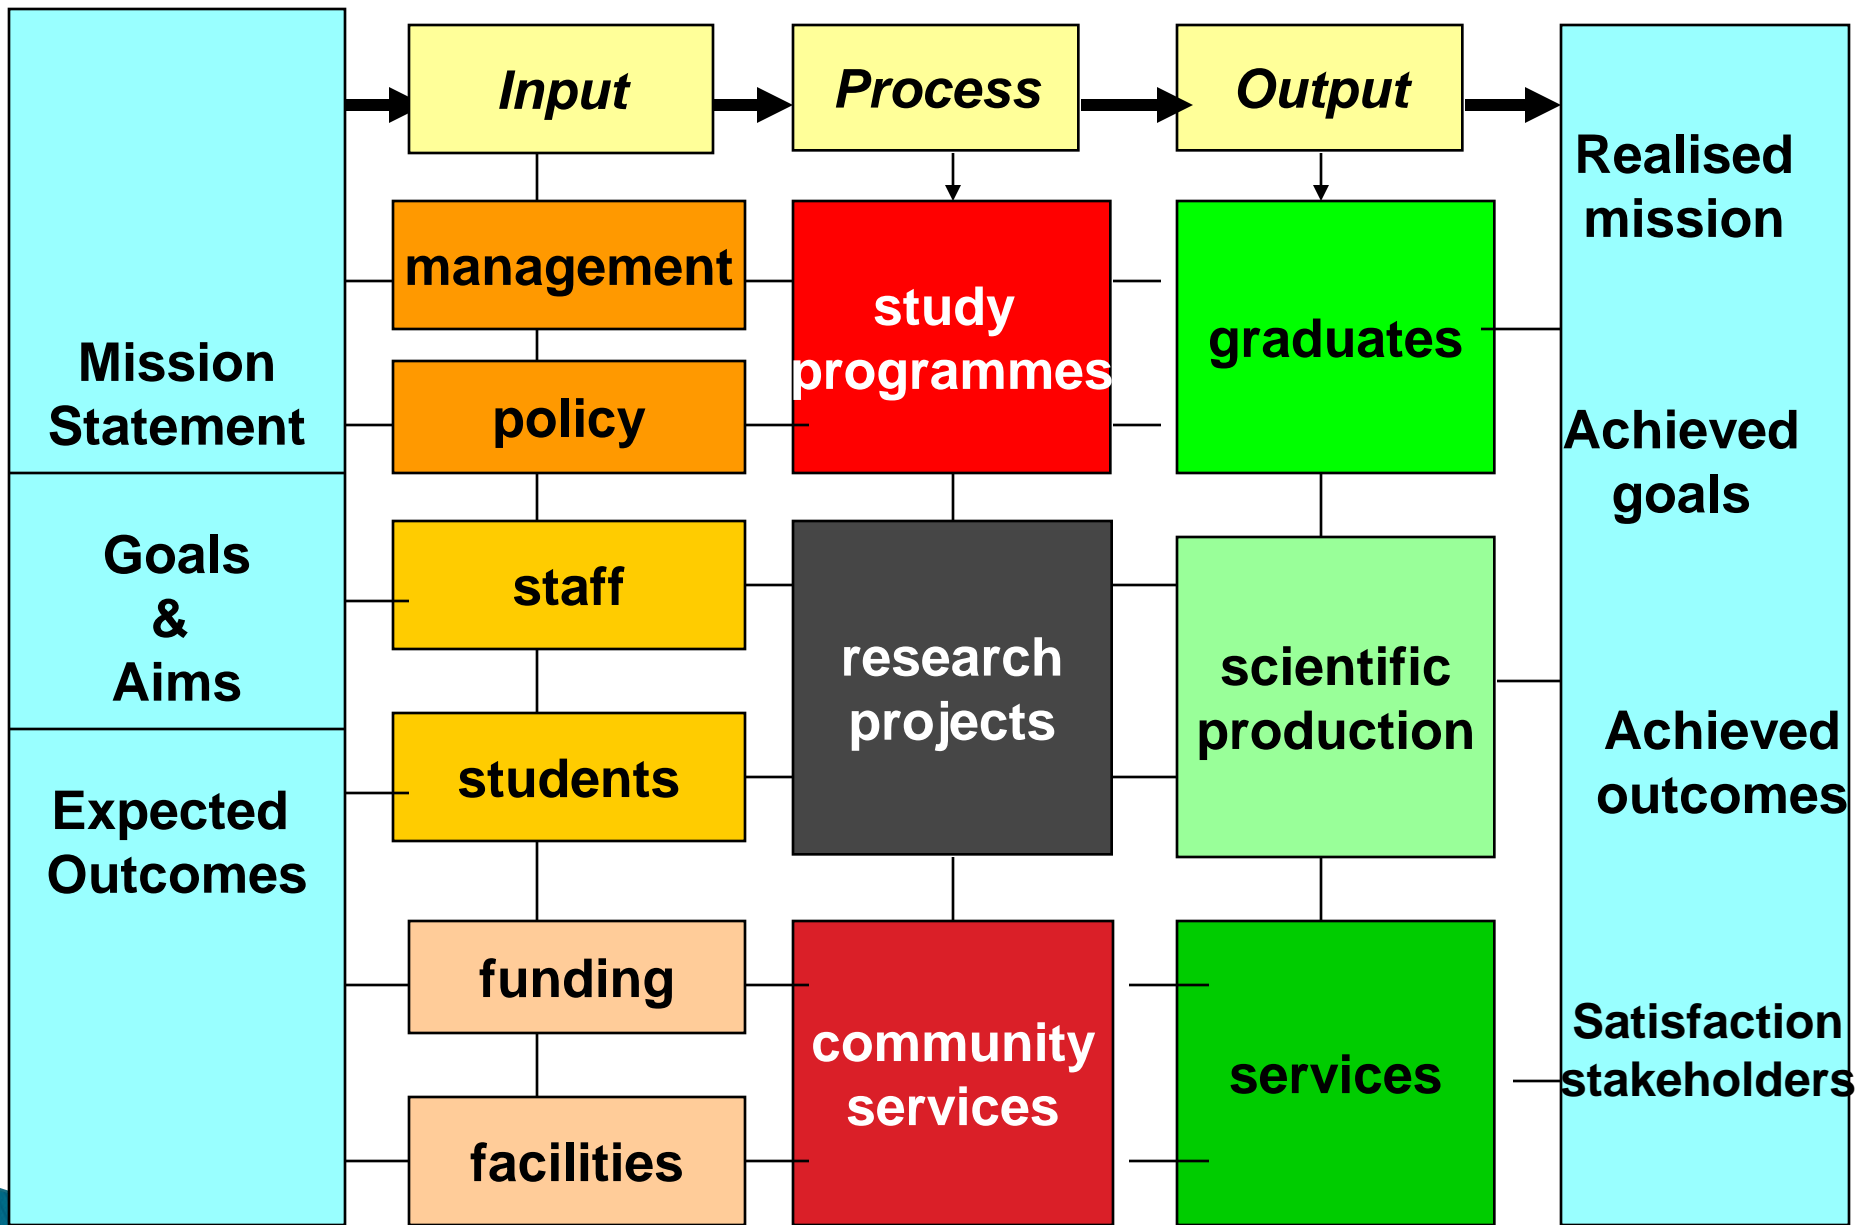 Mission
Statement
Goals
&
Aims
Expected
Outcomes
Input
management
policy
staff
students
funding
facilities
Process
study
programmes
research
projects
community
services
Output
graduates
scientific
production
services
Realised
mission
Achieved
goals
Achieved
outcomes
Satisfaction
stakeholders